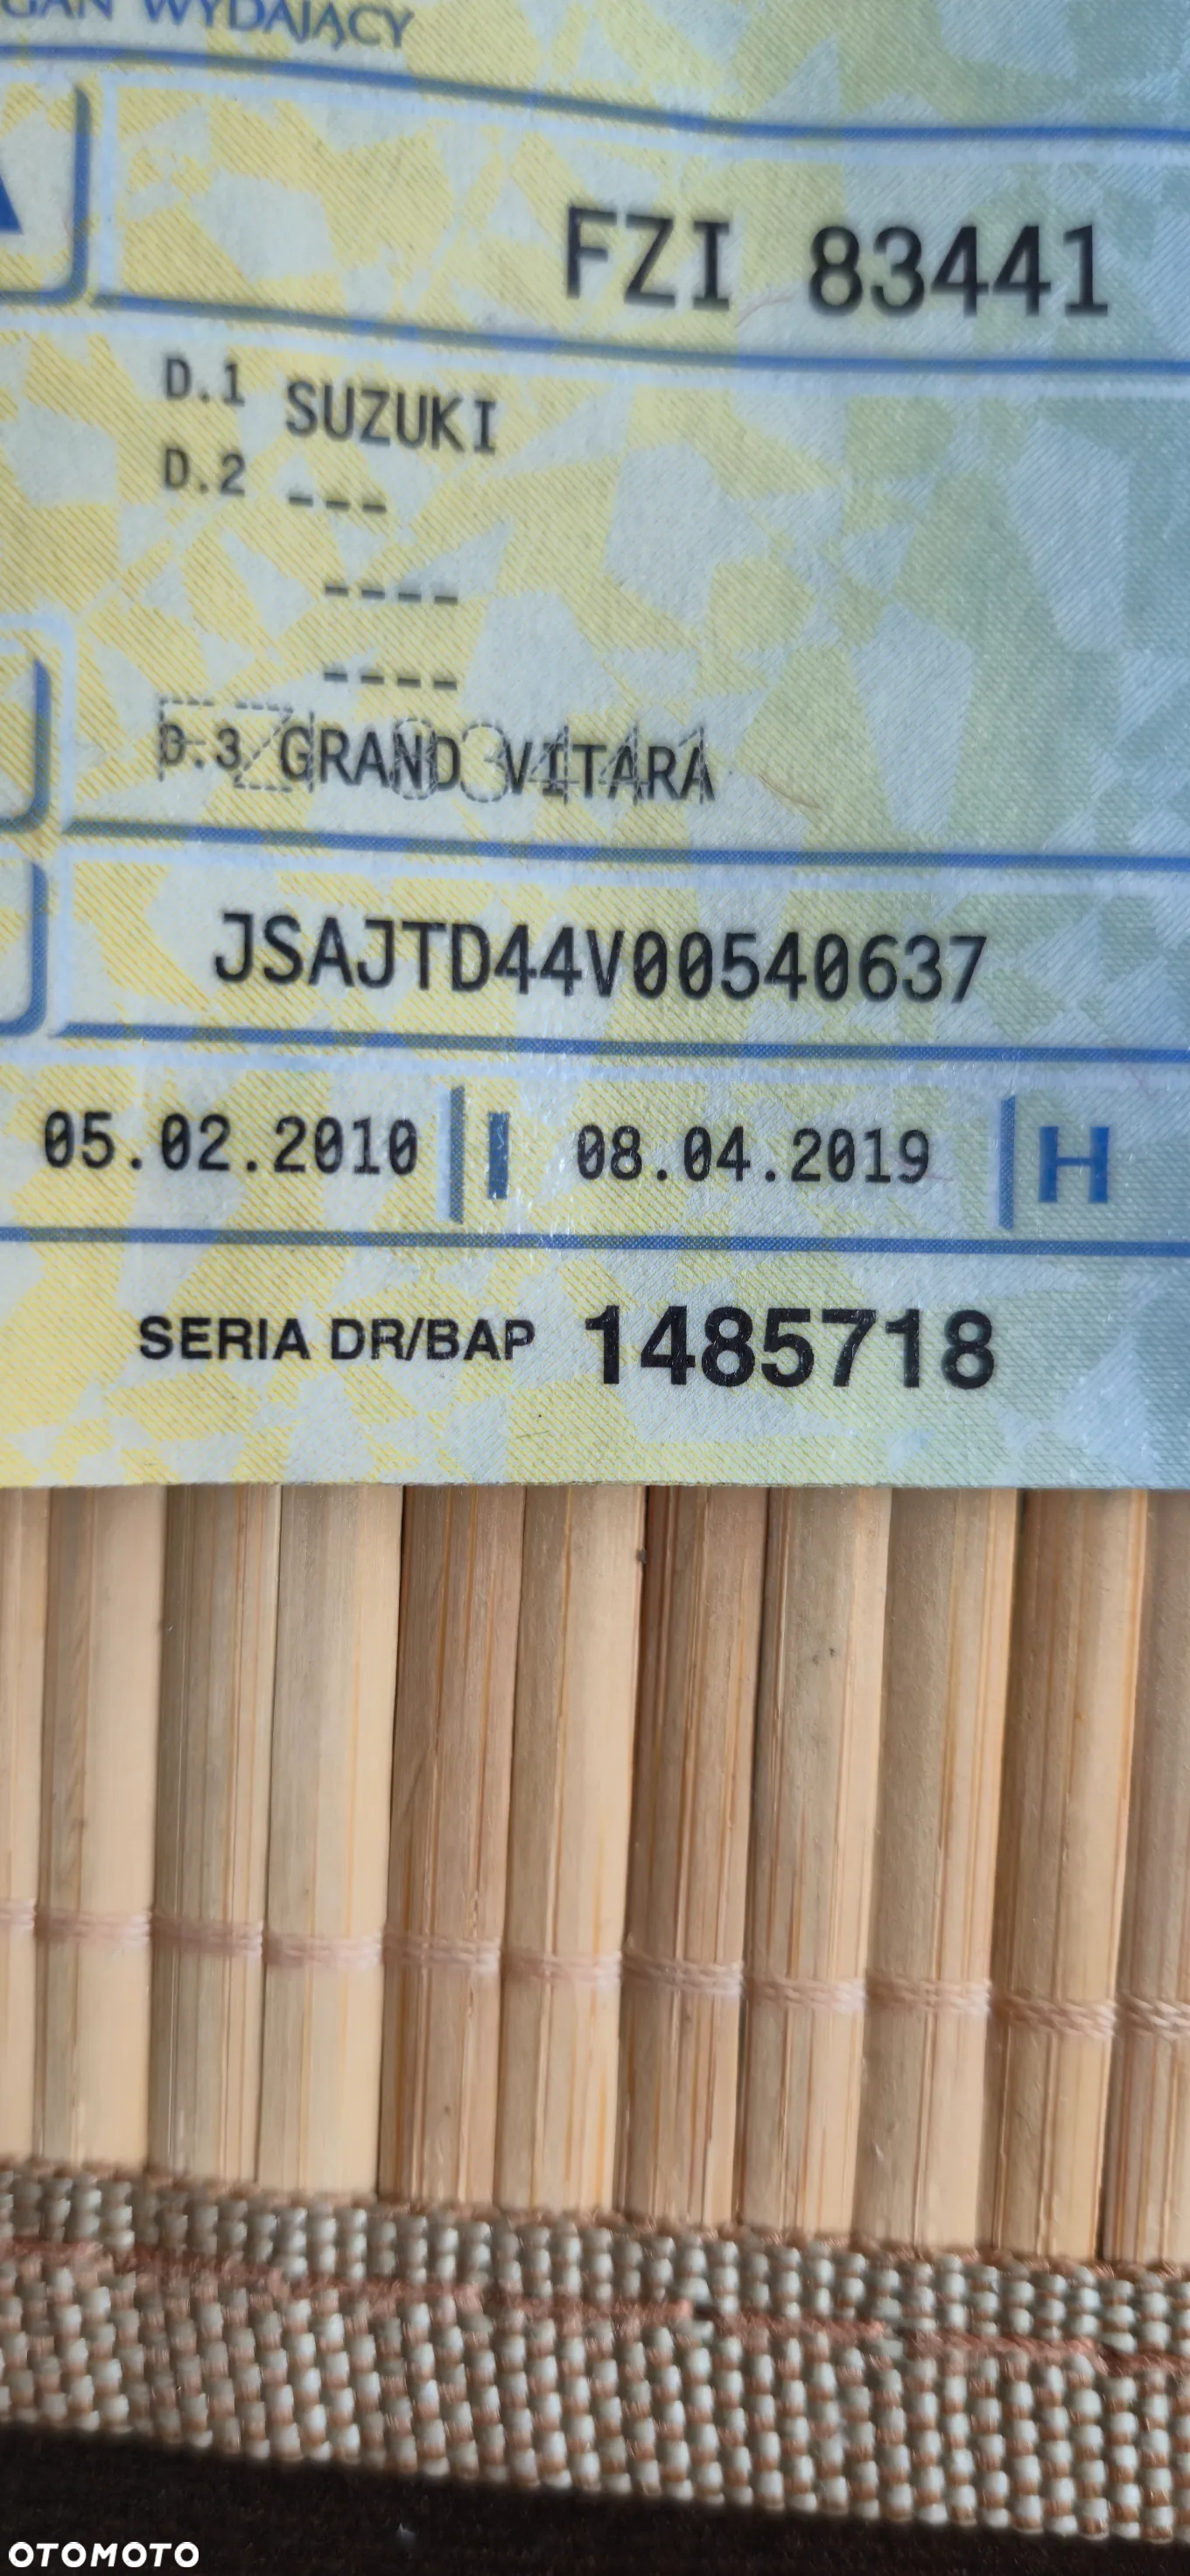 GAN WYDAJĄCY
A
FZI 83441
D.1 SUZUKI
D.2 ---
----
----
D.3 GRAND VITARA
JSAJTD44V00540637
05.02.2010 I 08.04.2019 H
SERIA DR/BAP 1485718
OTOMOTO